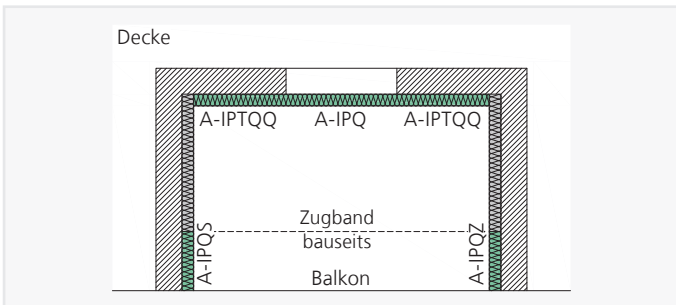 Decke
A-IPTQQ A-IPQ A-IPTQQ
A-IPQS
Zugband
bauseits
A-IPQZ
Balkon